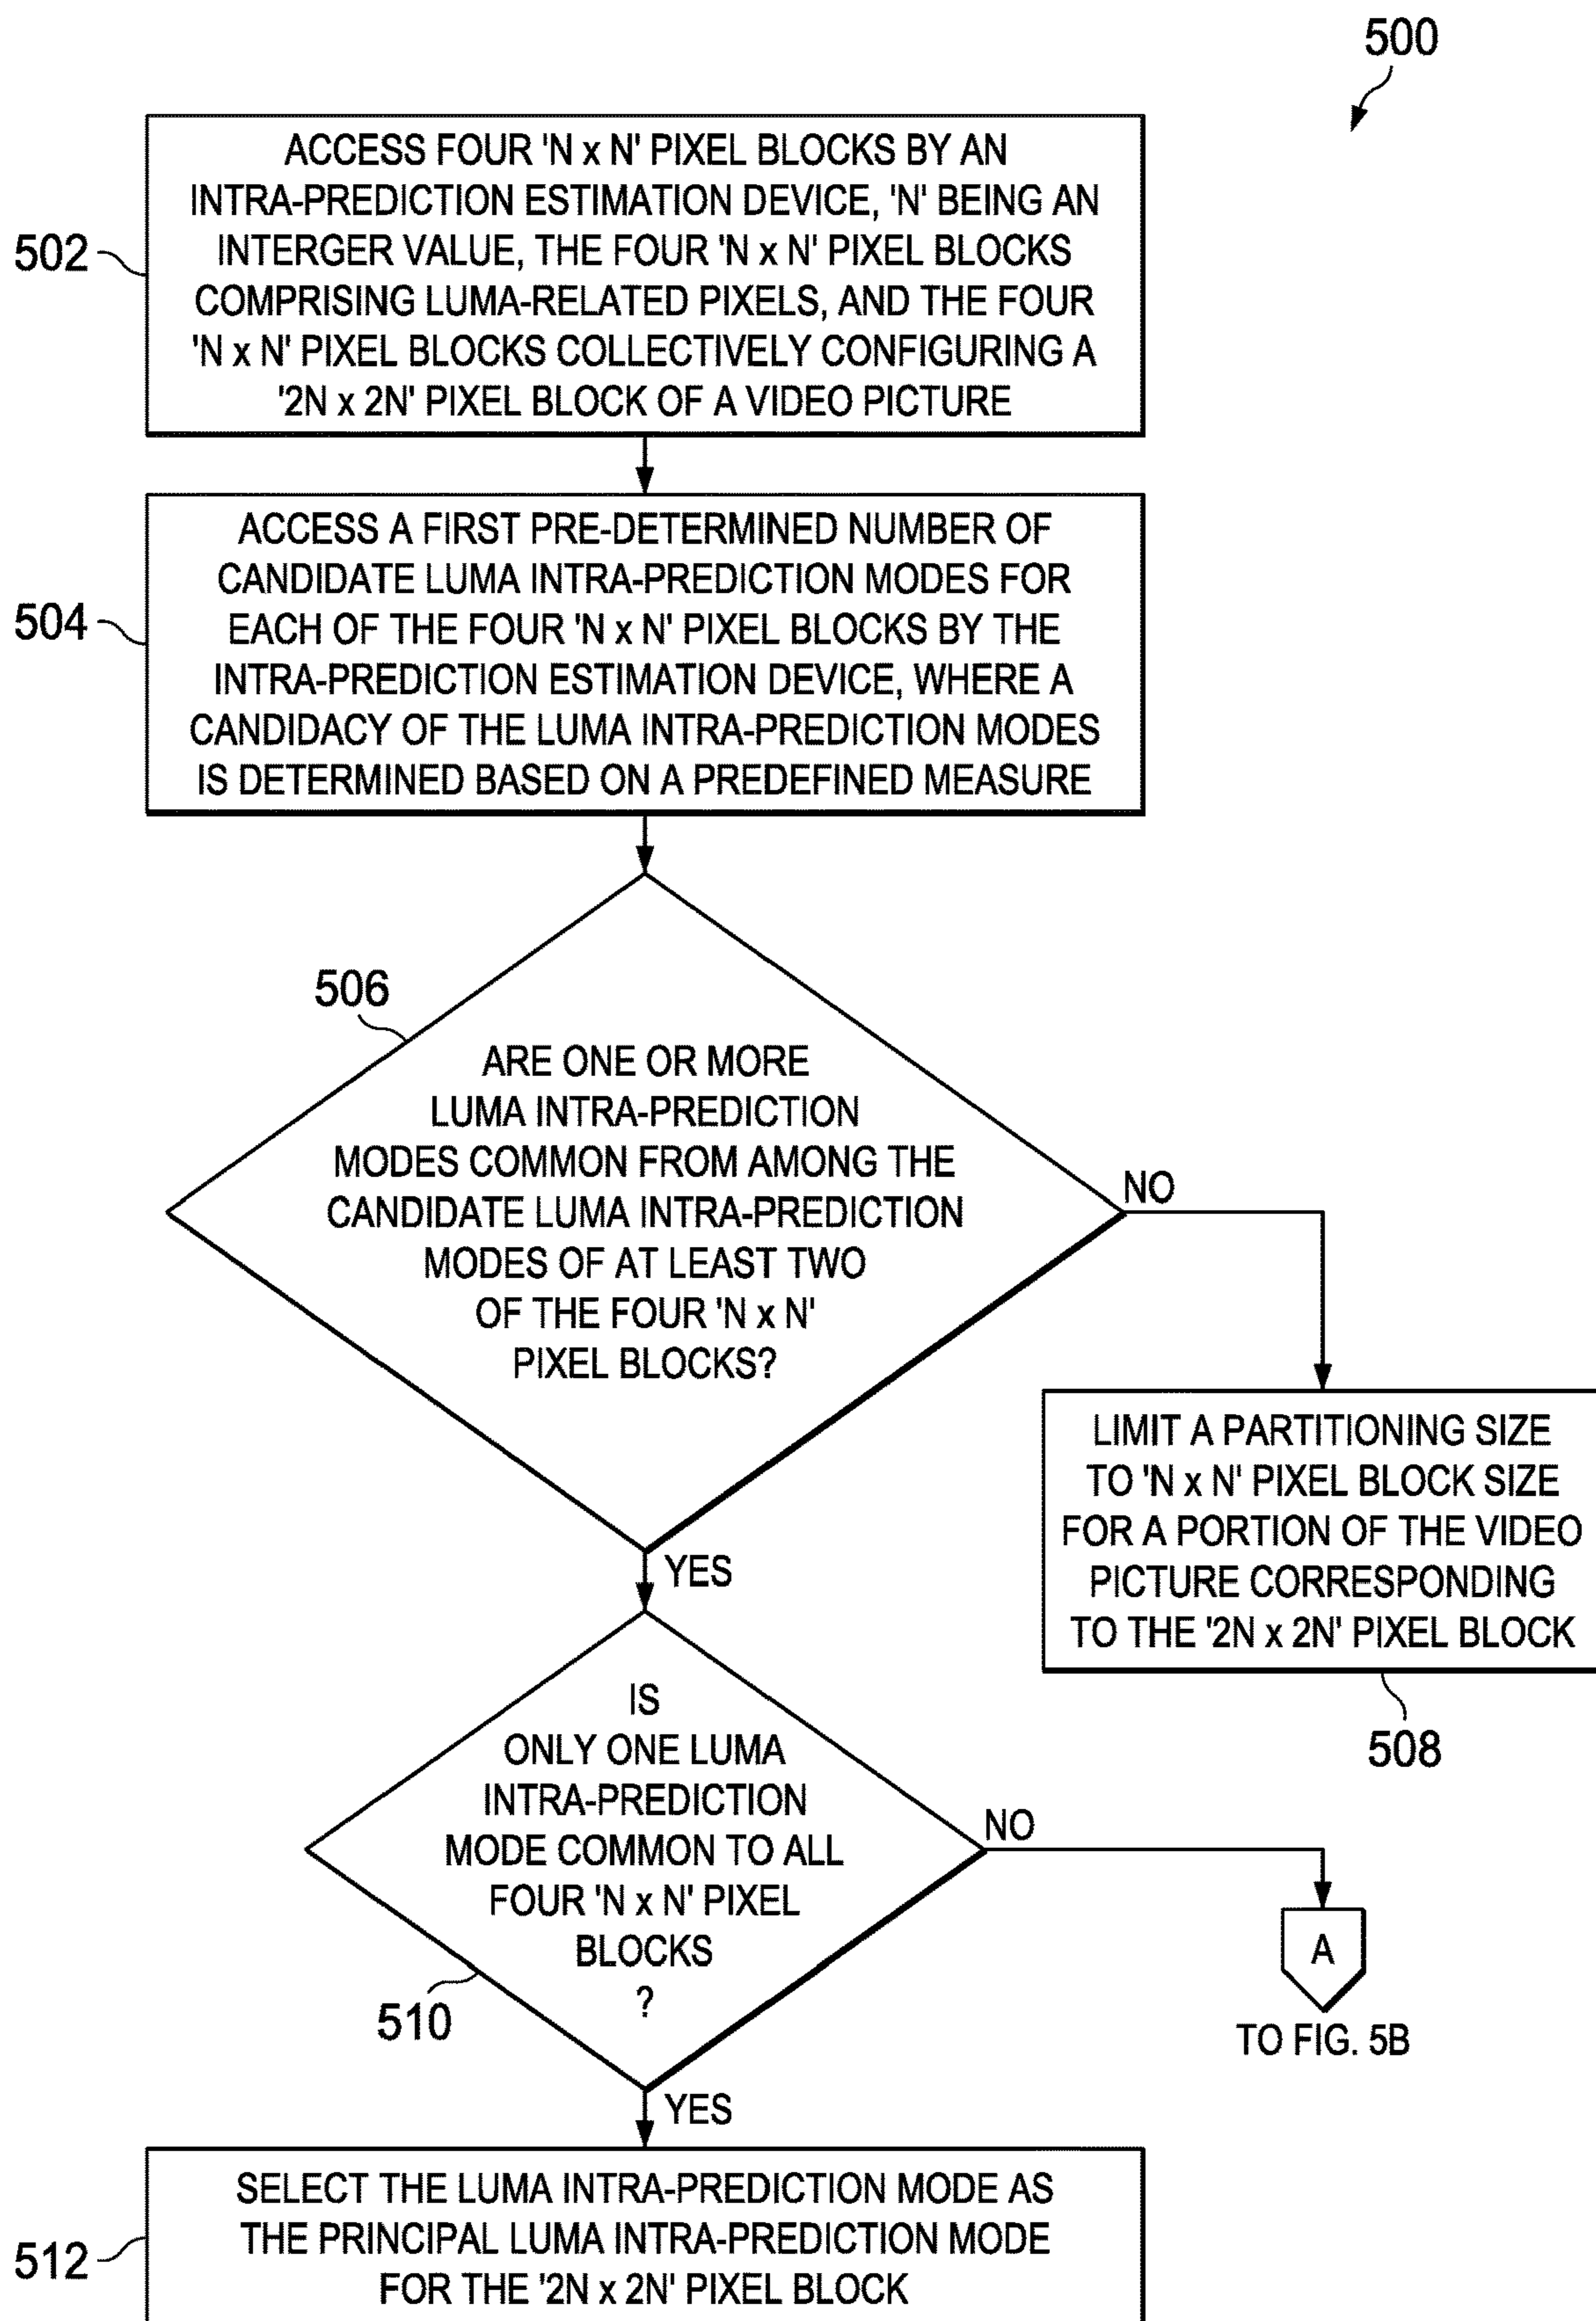 500
502
ACCESS FOUR 'N x N' PIXEL BLOCKS BY AN
INTRA-PREDICTION ESTIMATION DEVICE, 'N' BEING AN
INTERGER VALUE, THE FOUR 'N x N' PIXEL BLOCKS
COMPRISING LUMA-RELATED PIXELS, AND THE FOUR
'N x N' PIXEL BLOCKS COLLECTIVELY CONFIGURING A
'2N x 2N' PIXEL BLOCK OF A VIDEO PICTURE
504
ACCESS A FIRST PRE-DETERMINED NUMBER OF
CANDIDATE LUMA INTRA-PREDICTION MODES FOR
EACH OF THE FOUR 'N x N' PIXEL BLOCKS BY THE
INTRA-PREDICTION ESTIMATION DEVICE, WHERE A
CANDIDACY OF THE LUMA INTRA-PREDICTION MODES
IS DETERMINED BASED ON A PREDEFINED MEASURE
506
ARE ONE OR MORE
LUMA INTRA-PREDICTION
MODES COMMON FROM AMONG THE
CANDIDATE LUMA INTRA-PREDICTION
MODES OF AT LEAST TWO
OF THE FOUR 'N x N'
PIXEL BLOCKS?
NO
LIMIT A PARTITIONING SIZE
TO 'N x N' PIXEL BLOCK SIZE
FOR A PORTION OF THE VIDEO
PICTURE CORRESPONDING
TO THE '2N x 2N' PIXEL BLOCK
508
YES
IS
ONLY ONE LUMA
INTRA-PREDICTION
MODE COMMON TO ALL
FOUR 'N x N' PIXEL
BLOCKS
?
510
NO
A
TO FIG. 5B
YES
512
SELECT THE LUMA INTRA-PREDICTION MODE AS
THE PRINCIPAL LUMA INTRA-PREDICTION MODE
FOR THE '2N x 2N' PIXEL BLOCK